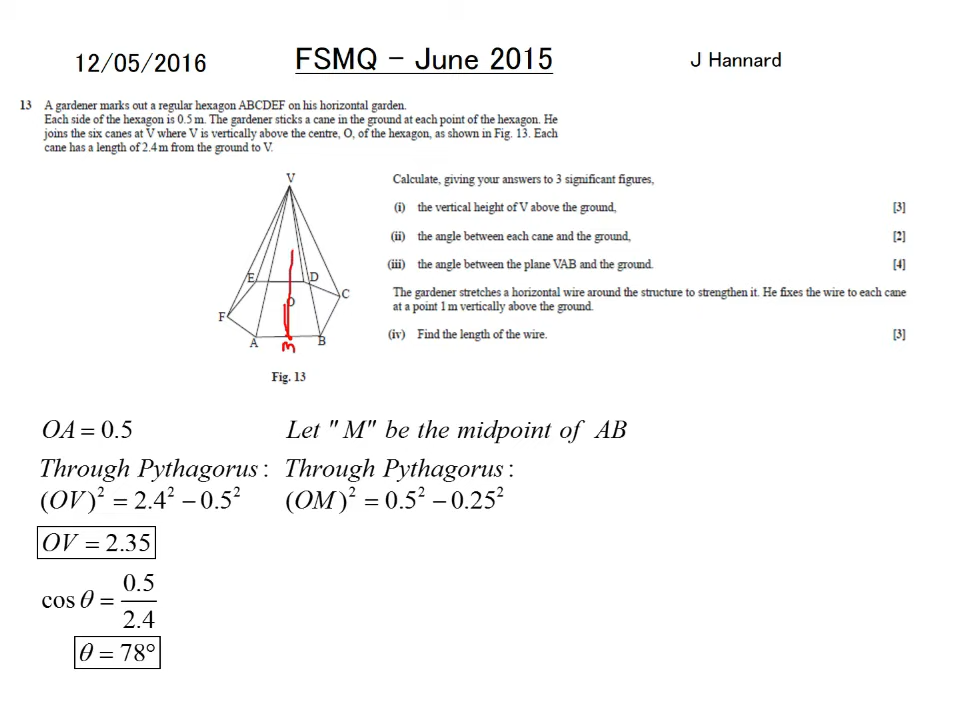 12/05/2016
FSMQ - June 2015
J Hannard
13 A gardener marks out a regular hexagon ABCDEF on his horizontal garden.
Each side of the hexagon is 0.5 m. The gardener sticks a cane in the ground at each point of the hexagon. He
joins the six canes at V where V is vertically above the centre, O, of the hexagon, as shown in Fig. 13. Each
cane has a length of 2.4 m from the ground to V.
V
E
D
C
O
F
A
B
M
Fig. 13
Calculate, giving your answers to 3 significant figures,
(i) the vertical height of V above the ground, [3]
(ii) the angle between each cane and the ground, [2]
(iii) the angle between the plane VAB and the ground. [4]
The gardener stretches a horizontal wire around the structure to strengthen it. He fixes the wire to each cane
at a point 1 m vertically above the ground.
(iv) Find the length of the wire. [3]
OA = 0.5
Through Pythagorus :
(OV)² = 2.4² − 0.5²
OV = 2.35
cos θ = 0.5/2.4
θ = 78°
Let "M" be the midpoint of AB
Through Pythagorus :
(OM)² = 0.5² − 0.25²